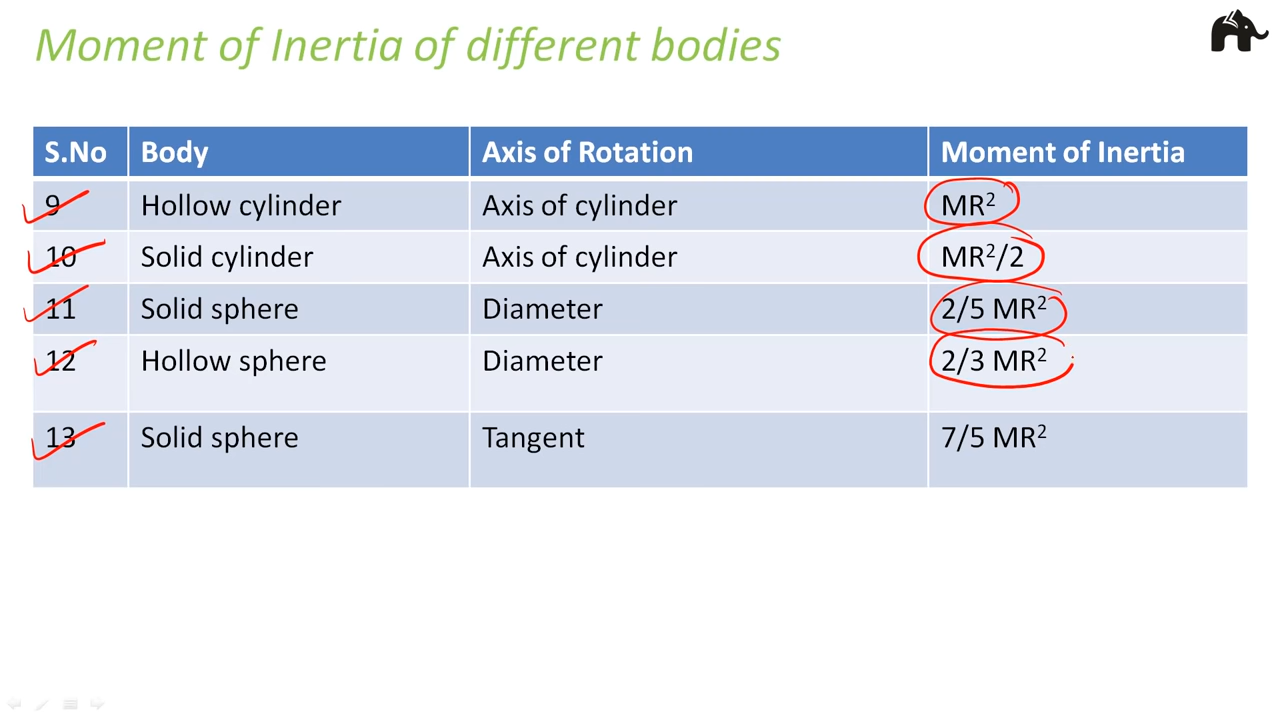 Moment of Inertia of different bodies
S.No Body Axis of Rotation Moment of Inertia
9 Hollow cylinder Axis of cylinder MR²
10 Solid cylinder Axis of cylinder MR²/2
11 Solid sphere Diameter 2/5 MR²
12 Hollow sphere Diameter 2/3 MR²
13 Solid sphere Tangent 7/5 MR²